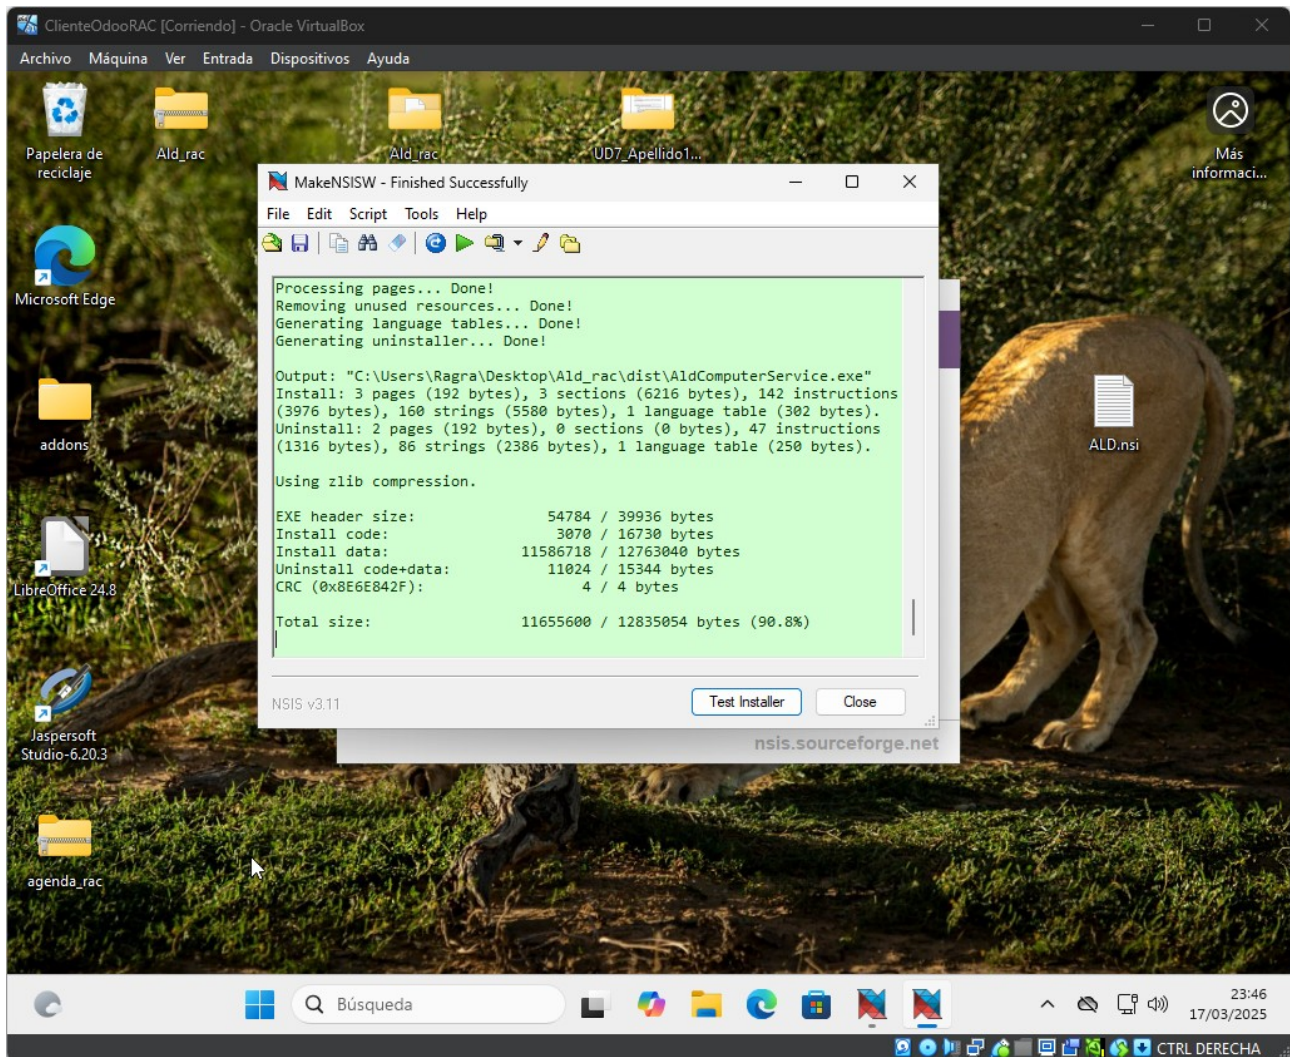 ClienteOdooRAC [Corriendo] - Oracle VirtualBox
Archivo Máquina Ver Entrada Dispositivos Ayuda
Papelera de
reciclaje
Ald_rac
Ald_rac
UD7_Apellido1...
Más
informaci...
MakeNSISW - Finished Successfully
File Edit Script Tools Help
Processing pages... Done!
Removing unused resources... Done!
Generating language tables... Done!
Generating uninstaller... Done!
Output: "C:\Users\Ragra\Desktop\Ald_rac\dist\AldComputerService.exe"
Install: 3 pages (192 bytes), 3 sections (6216 bytes), 142 instructions
(3976 bytes), 160 strings (5580 bytes), 1 language table (302 bytes).
Uninstall: 2 pages (192 bytes), 0 sections (0 bytes), 47 instructions
(1316 bytes), 86 strings (2386 bytes), 1 language table (250 bytes).
Using zlib compression.
EXE header size: 54784 / 39936 bytes
Install code: 3070 / 16730 bytes
Install data: 11586718 / 12763040 bytes
Uninstall code+data: 11024 / 15344 bytes
CRC (0x8E6E842F): 4 / 4 bytes
Total size: 11655600 / 12835054 bytes (90.8%)
NSIS v3.11
Test Installer
Close
nsis.sourceforge.net
Microsoft Edge
addons
ALD.nsi
LibreOffice 24.8
Jaspersoft
Studio-6.20.3
agenda_rac
Búsqueda
23:46
17/03/2025
CTRL DERECHA